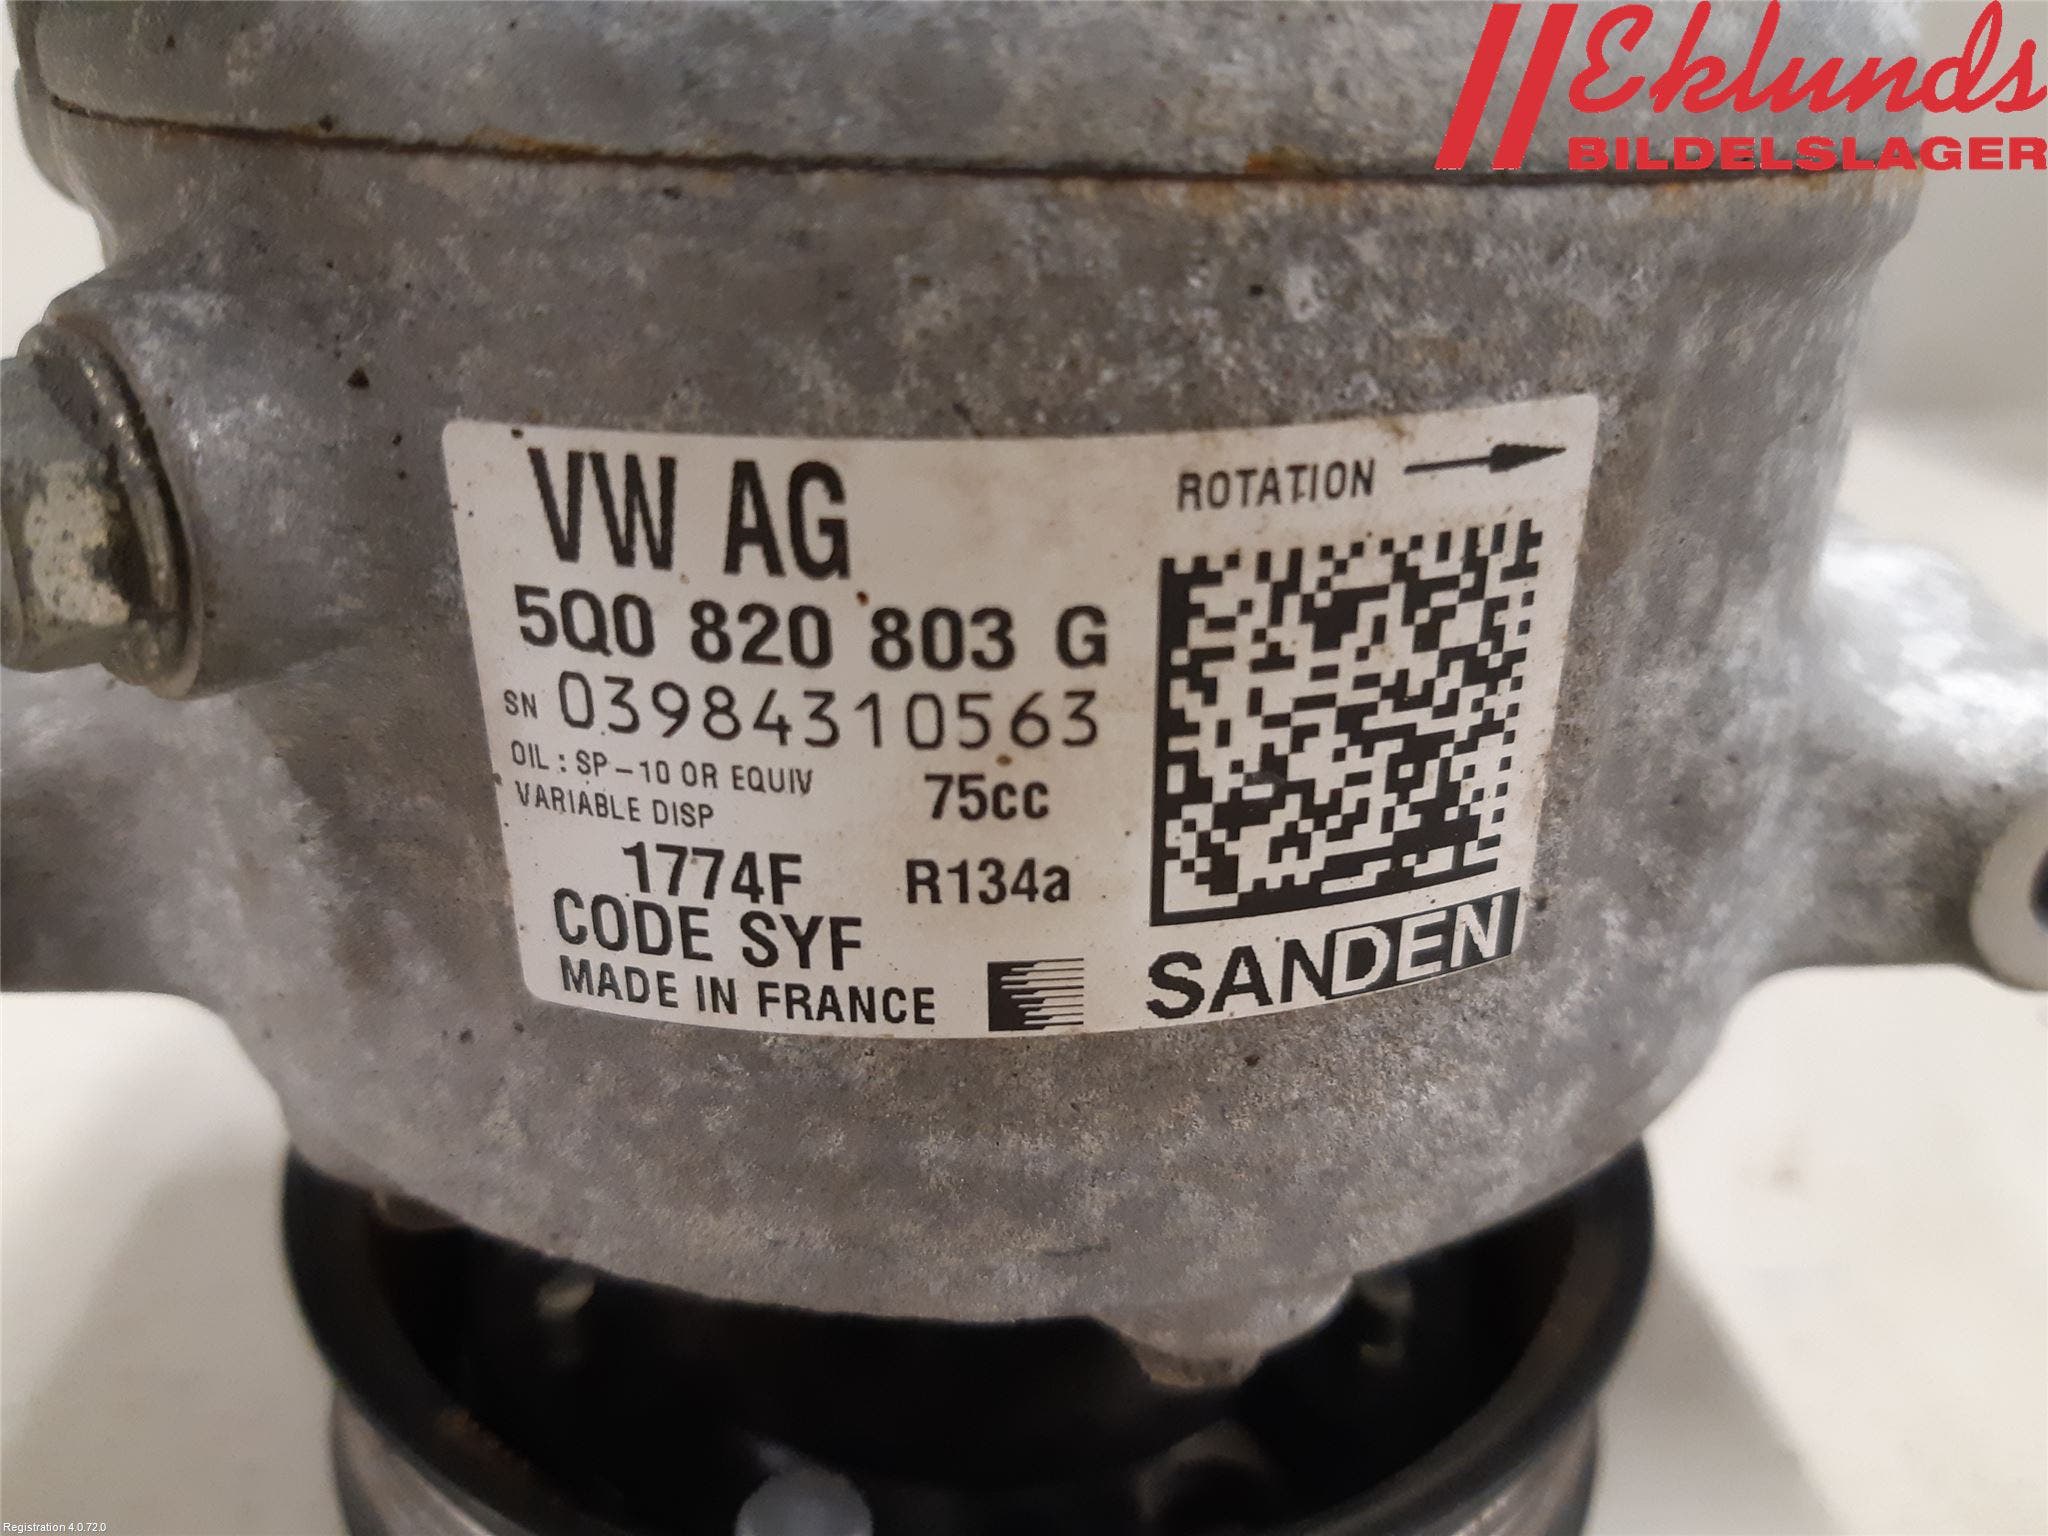 Eklunds
BILDELSLAGER
VW AG
ROTATION
5Q0 820 803 G
SN 03984310563
OIL : SP-10 OR EQUIV
VARIABLE DISP
75cc
1774F
R134a
CODE SYF
MADE IN FRANCE
SANDEN
Registration 4.0.72.0